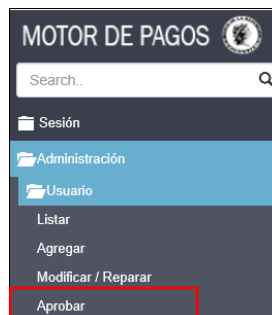 MOTOR DE PAGOS
Search..
Sesión
Administración
Usuario
Listar
Agregar
Modificar / Reparar
Aprobar